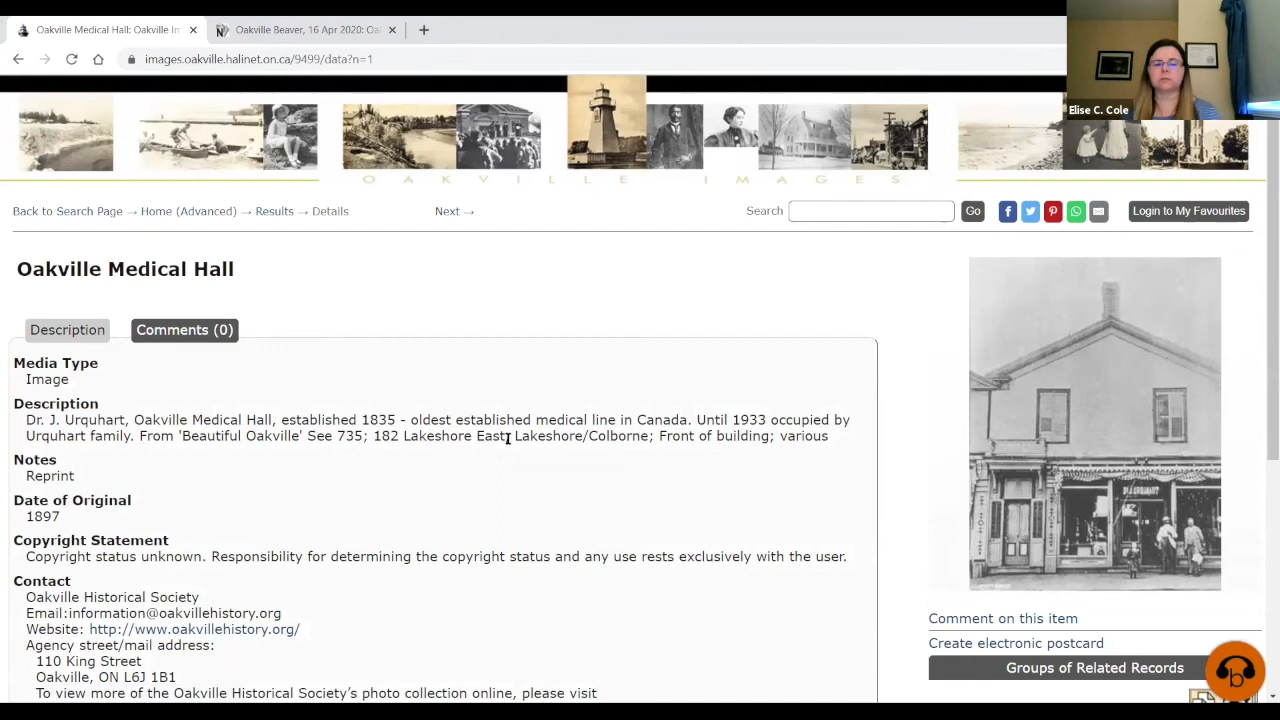 Oakville Medical Hall: Oakville Im
Oakville Beaver, 16 Apr 2020: Oa
images.oakville.halinet.on.ca/9499/data?n=1
Elise C. Cole
OAKVILLE IMAGES
Back to Search Page → Home (Advanced) → Results → Details
Next →
Search
Go
Login to My Favourites
Oakville Medical Hall
Description
Comments (0)
Media Type
Image
Description
Dr. J. Urquhart, Oakville Medical Hall, established 1835 - oldest established medical line in Canada. Until 1933 occupied by
Urquhart family. From 'Beautiful Oakville' See 735; 182 Lakeshore East; Lakeshore/Colborne; Front of building; various
Notes
Reprint
Date of Original
1897
Copyright Statement
Copyright status unknown. Responsibility for determining the copyright status and any use rests exclusively with the user.
Contact
Oakville Historical Society
Email:information@oakvillehistory.org
Website: http://www.oakvillehistory.org/
Agency street/mail address:
110 King Street
Oakville, ON L6J 1B1
To view more of the Oakville Historical Society's photo collection online, please visit
Comment on this item
Create electronic postcard
Groups of Related Records